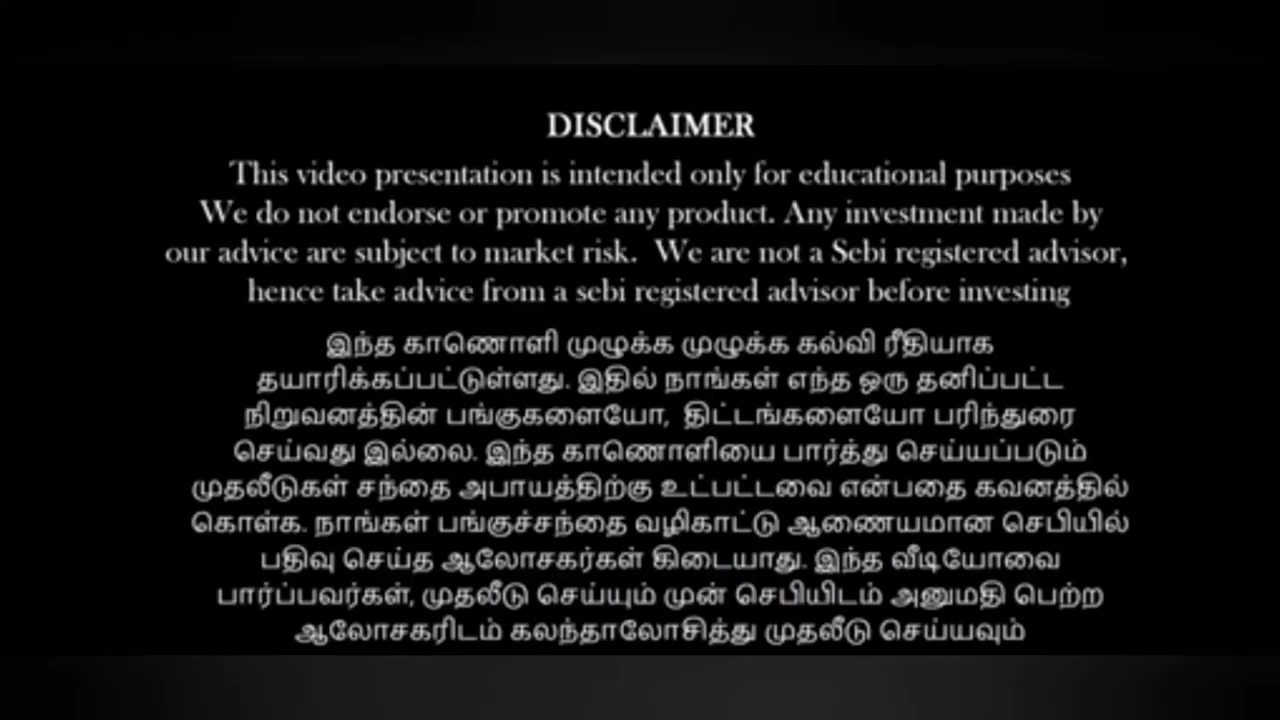 DISCLAIMER
This video presentation is intended only for educational purposes
We do not endorse or promote any product. Any investment made by
our advice are subject to market risk. We are not a Sebi registered advisor,
hence take advice from a sebi registered advisor before investing
இந்த காணொளி முழுக்க முழுக்க கல்வி ரீதியாக
தயாரிக்கப்பட்டுள்ளது. இதில் நாங்கள் எந்த ஒரு தனிப்பட்ட
நிறுவனத்தின் பங்குகளையோ, திட்டங்களையோ பரிந்துரை
செய்வது இல்லை. இந்த காணொளியை பார்த்து செய்யப்படும்
முதலீடுகள் சந்தை அபாயத்திற்கு உட்பட்டவை என்பதை கவனத்தில்
கொள்க. நாங்கள் பங்குச்சந்தை வழிகாட்டு ஆணையமான செபியில்
பதிவு செய்த ஆலோசகர்கள் கிடையாது. இந்த வீடியோவை
பார்ப்பவர்கள், முதலீடு செய்யும் முன் செபியிடம் அனுமதி பெற்ற
ஆலோசகரிடம் கலந்தாலோசித்து முதலீடு செய்யவும்